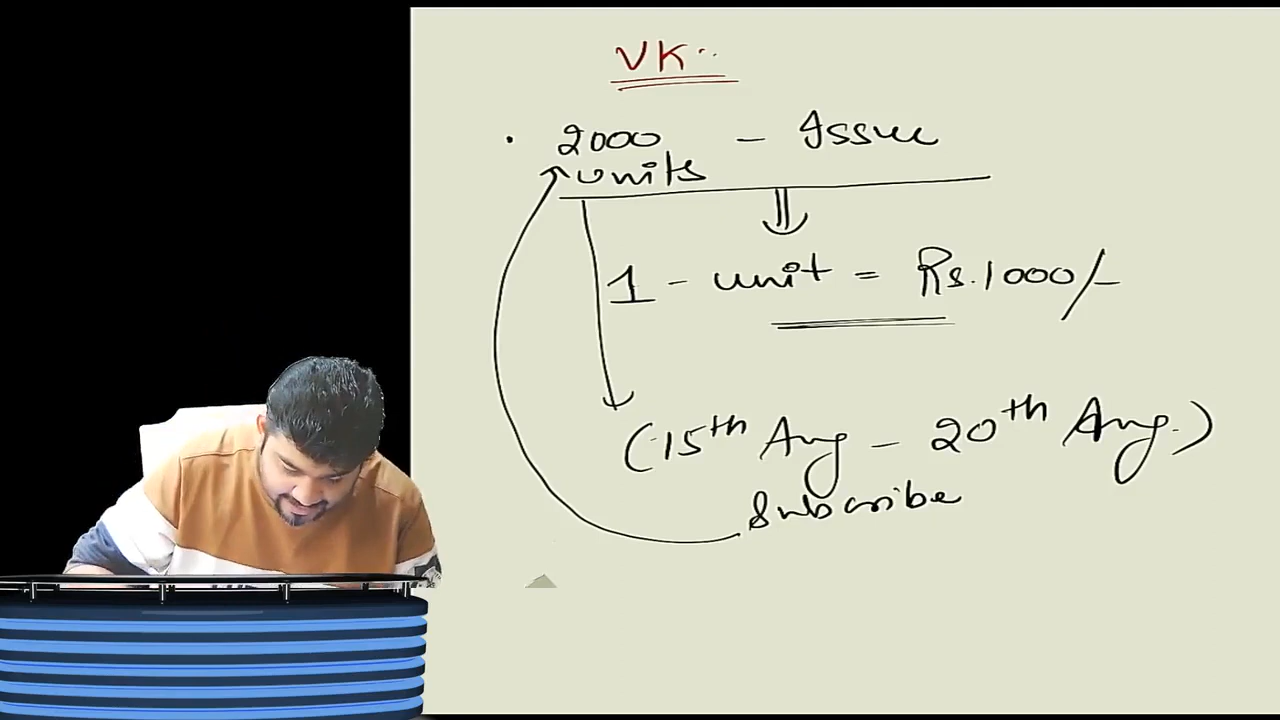 VK:
· 2000 - Issue
units
1 - unit = Rs.1000/-
(15th Aug - 20th Aug.)
Subscribe